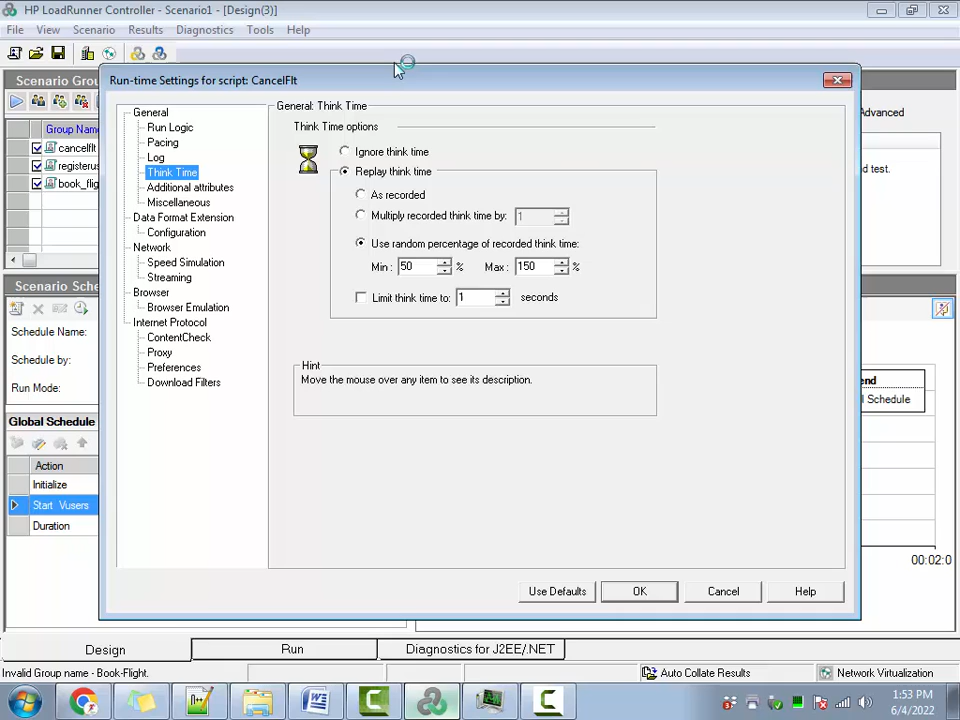 HP LoadRunner Controller - Scenario1 - [Design(3)]
File View Scenario Results Diagnostics Tools Help
Scenario Grou
Run-time Settings for script: CancelFlt
Advanced
Group Nam
cancelflt
registerus
book_flig
d test.
General
Run Logic
Pacing
Log
Think Time
Additional attributes
Miscellaneous
Data Format Extension
Configuration
Network
Speed Simulation
Streaming
Browser
Browser Emulation
Internet Protocol
ContentCheck
Proxy
Preferences
Download Filters
General: Think Time
Think Time options
Ignore think time
Replay think time
As recorded
Multiply recorded think time by: 1
Use random percentage of recorded think time:
Min : 50 % Max : 150 %
Limit think time to: 1 seconds
Hint
Move the mouse over any item to see its description.
Use Defaults OK Cancel Help
Scenario Sche
Schedule Name:
Schedule by:
Run Mode:
Global Schedule
Action
Initialize
Start Vusers
Duration
end
l Schedule
00:02:0
Design Run Diagnostics for J2EE/.NET
Invalid Group name - Book-Flight. Auto Collate Results Network Virtualization
1:53 PM
6/4/2022